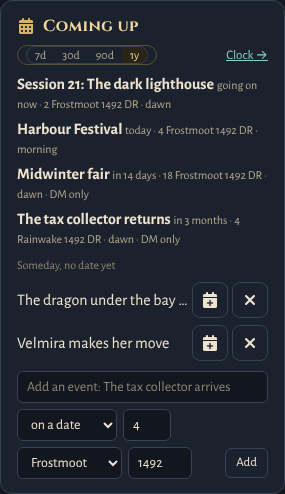 Coming up
7d 30d 90d 1y Clock →
Session 21: The dark lighthouse going on
now · 2 Frostmoot 1492 DR · dawn
Harbour Festival today · 4 Frostmoot 1492 DR ·
morning
Midwinter fair in 14 days · 18 Frostmoot 1492 DR ·
dawn · DM only
The tax collector returns in 3 months · 4
Rainwake 1492 DR · dawn · DM only
Someday, no date yet
The dragon under the bay ...
Velmira makes her move
Add an event: The tax collector arrives
on a date 4
Frostmoot 1492 Add